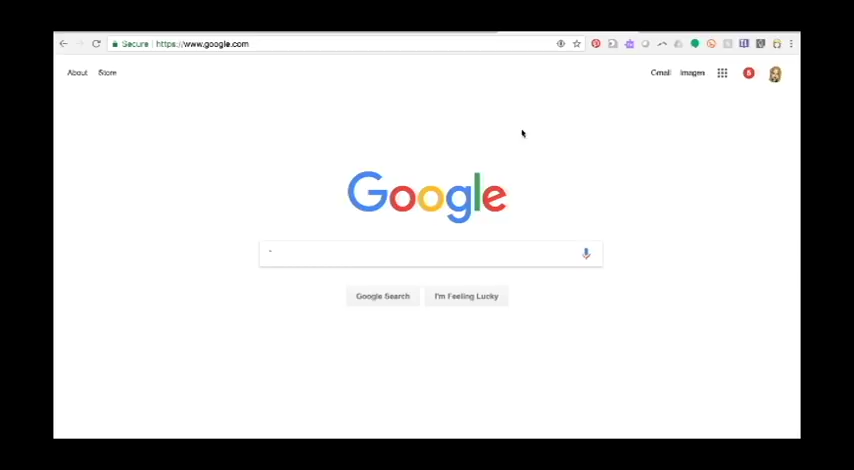 Secure | https://www.google.com
About Store
Gmail Images
Google
Google Search I'm Feeling Lucky